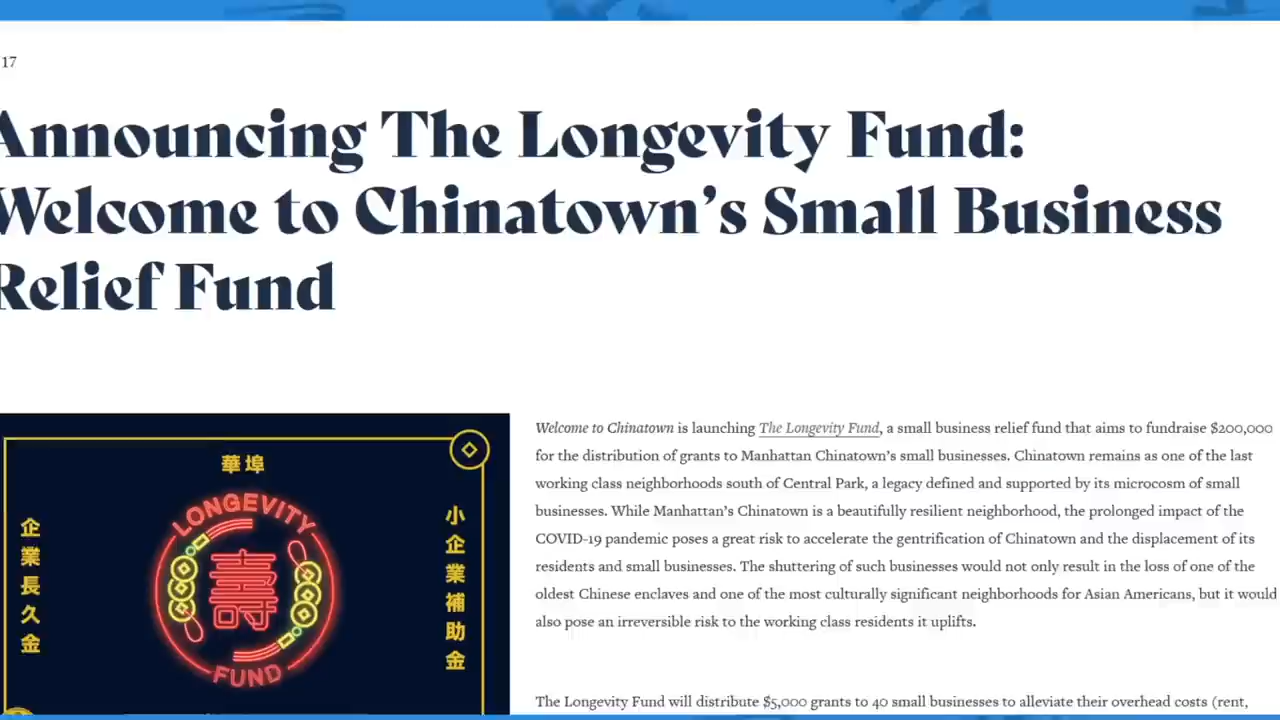 17
Announcing The Longevity Fund:
Welcome to Chinatown’s Small Business
Relief Fund
華埠
LONGEVITY
壽
FUND
企業長久金
小企業補助金
Welcome to Chinatown is launching The Longevity Fund, a small business relief fund that aims to fundraise $200,000
for the distribution of grants to Manhattan Chinatown’s small businesses. Chinatown remains as one of the last
working class neighborhoods south of Central Park, a legacy defined and supported by its microcosm of small
businesses. While Manhattan’s Chinatown is a beautifully resilient neighborhood, the prolonged impact of the
COVID-19 pandemic poses a great risk to accelerate the gentrification of Chinatown and the displacement of its
residents and small businesses. The shuttering of such businesses would not only result in the loss of one of the
oldest Chinese enclaves and one of the most culturally significant neighborhoods for Asian Americans, but it would
also pose an irreversible risk to the working class residents it uplifts.
The Longevity Fund will distribute $5,000 grants to 40 small businesses to alleviate their overhead costs (rent,